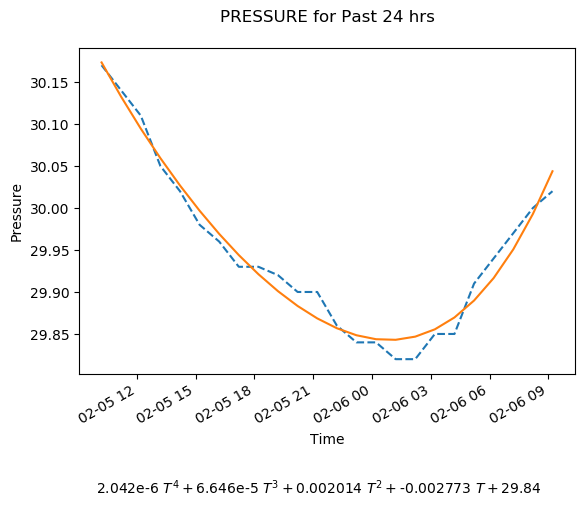 PRESSURE for Past 24 hrs
30.15
30.10
30.05
30.00
29.95
29.90
29.85
Pressure
02-05 12 02-05 15 02-05 18 02-05 21 02-06 00 02-06 03 02-06 06 02-06 09
Time
2.042e-6 T⁴ + 6.646e-5 T³ + 0.002014 T² + -0.002773 T + 29.84